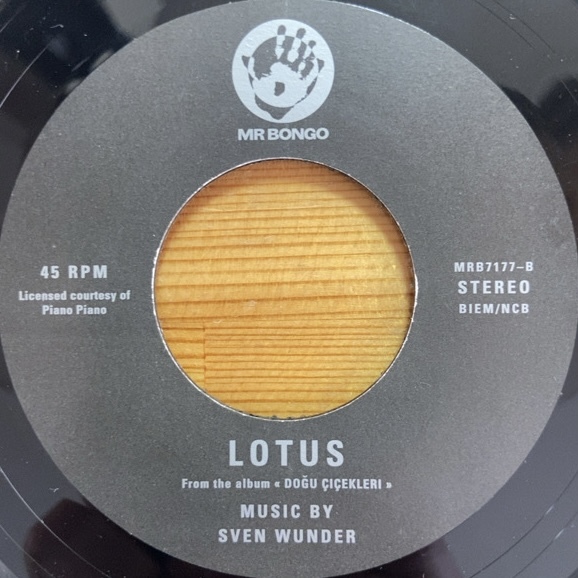 MR BONGO
45 RPM
Licensed courtesy of
Piano Piano
MRB7177-B
STEREO
BIEM/NCB
LOTUS
From the album « DOĞU ÇIÇEKLERI »
MUSIC BY
SVEN WUNDER